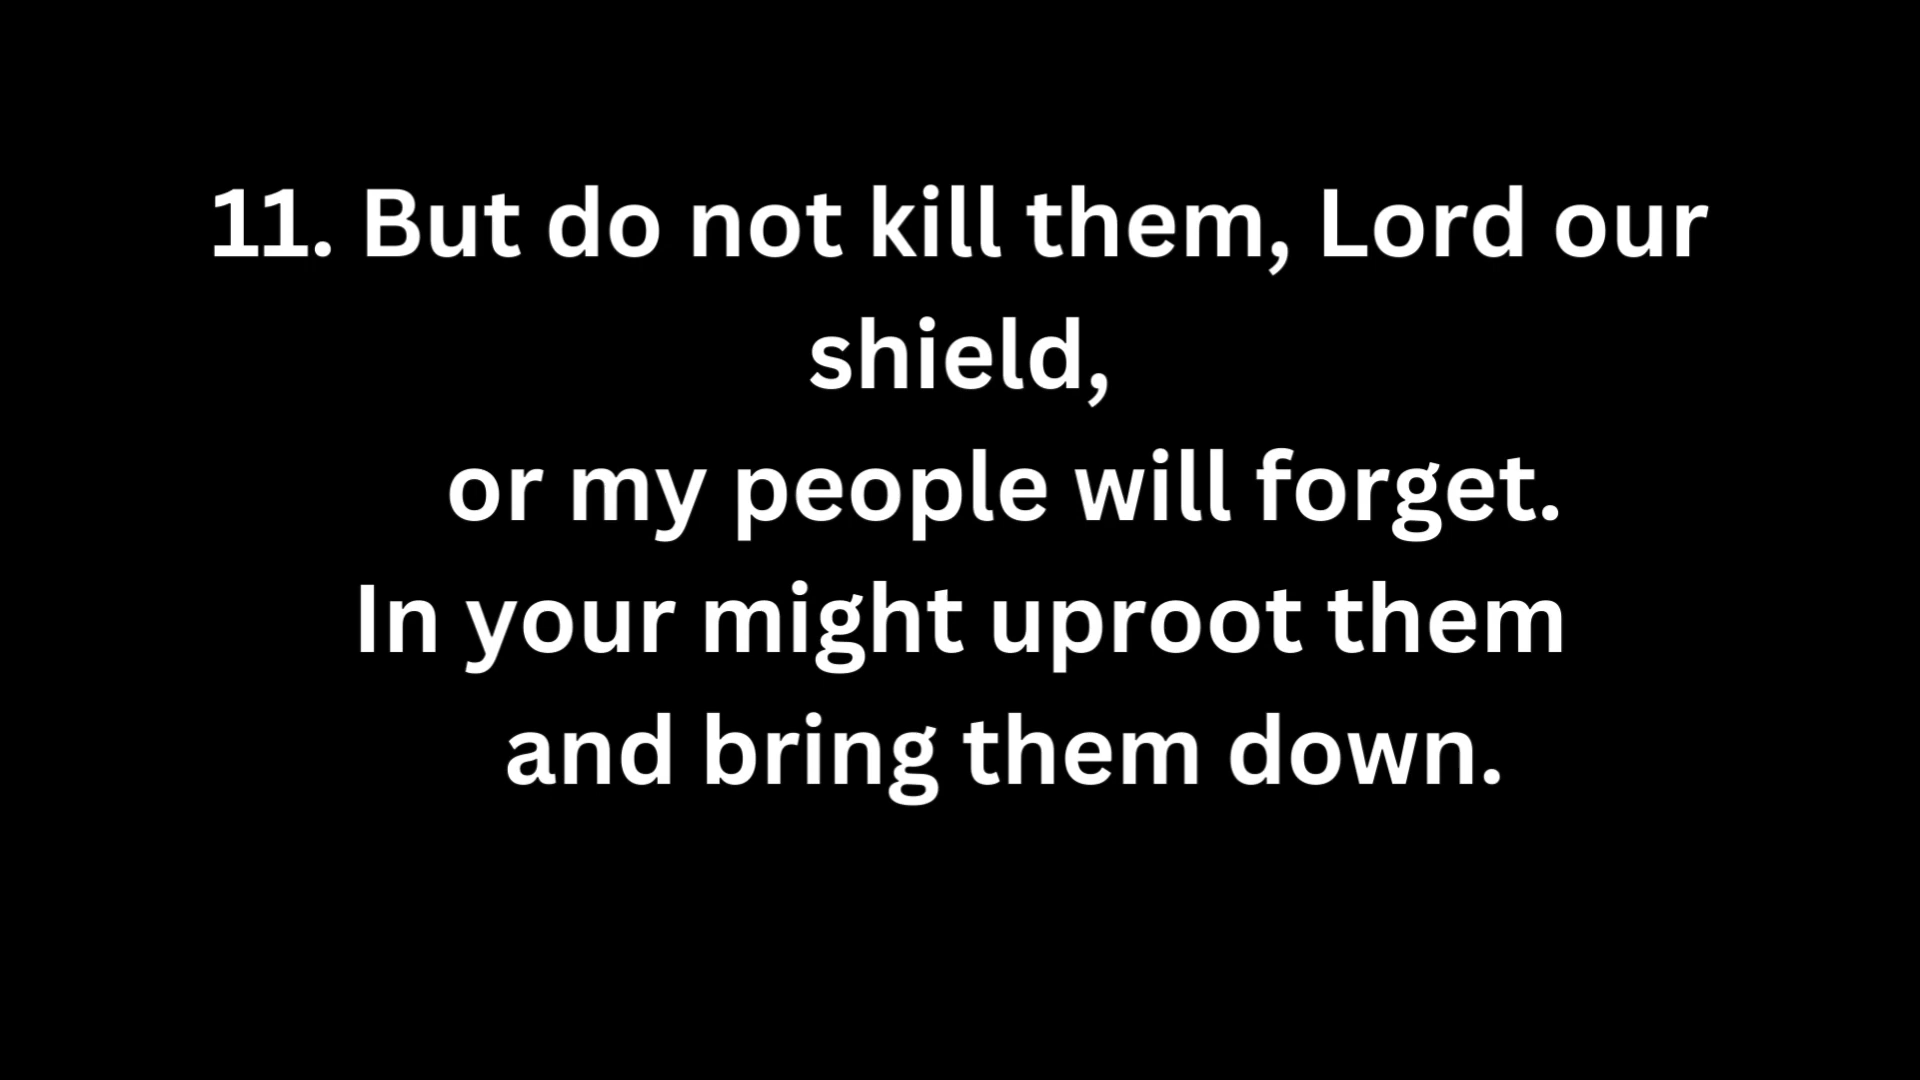 11. But do not kill them, Lord our
shield,
or my people will forget.
In your might uproot them
and bring them down.